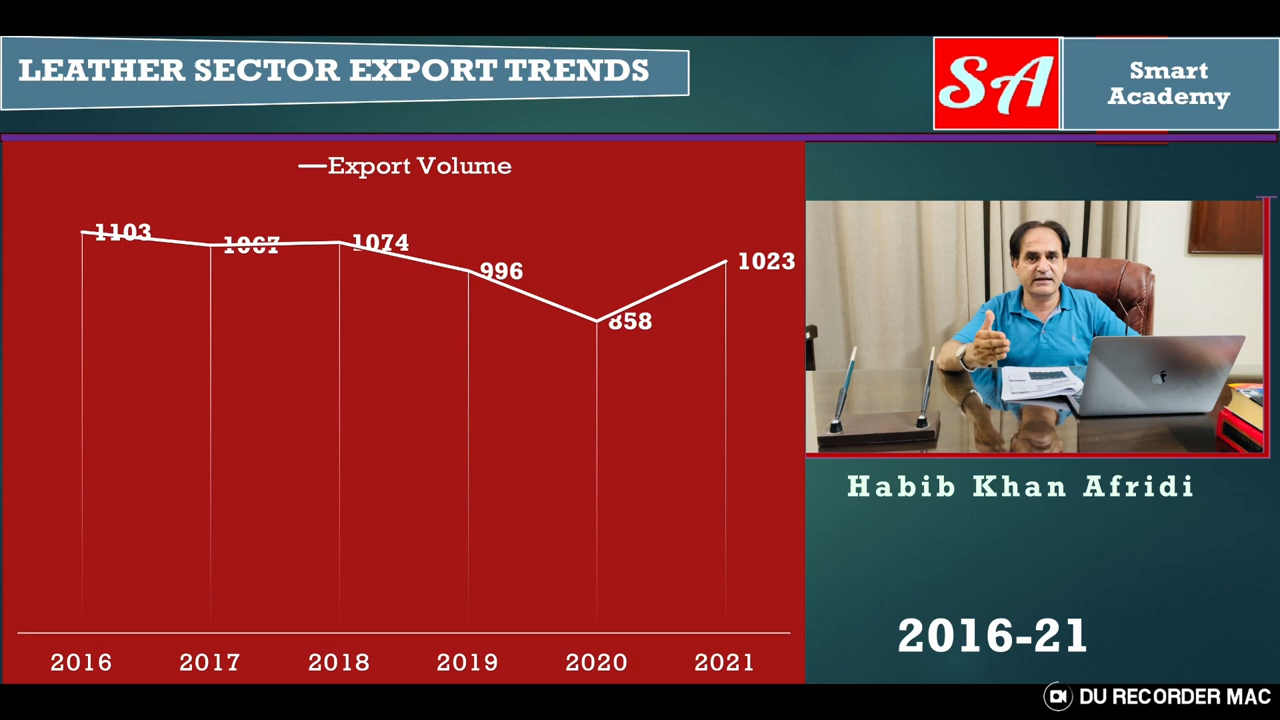 LEATHER SECTOR EXPORT TRENDS
SA
Smart
Academy
Export Volume
1103
1067
1074
996
858
1023
2016 2017 2018 2019 2020 2021
Habib Khan Afridi
2016-21
DU RECORDER MAC